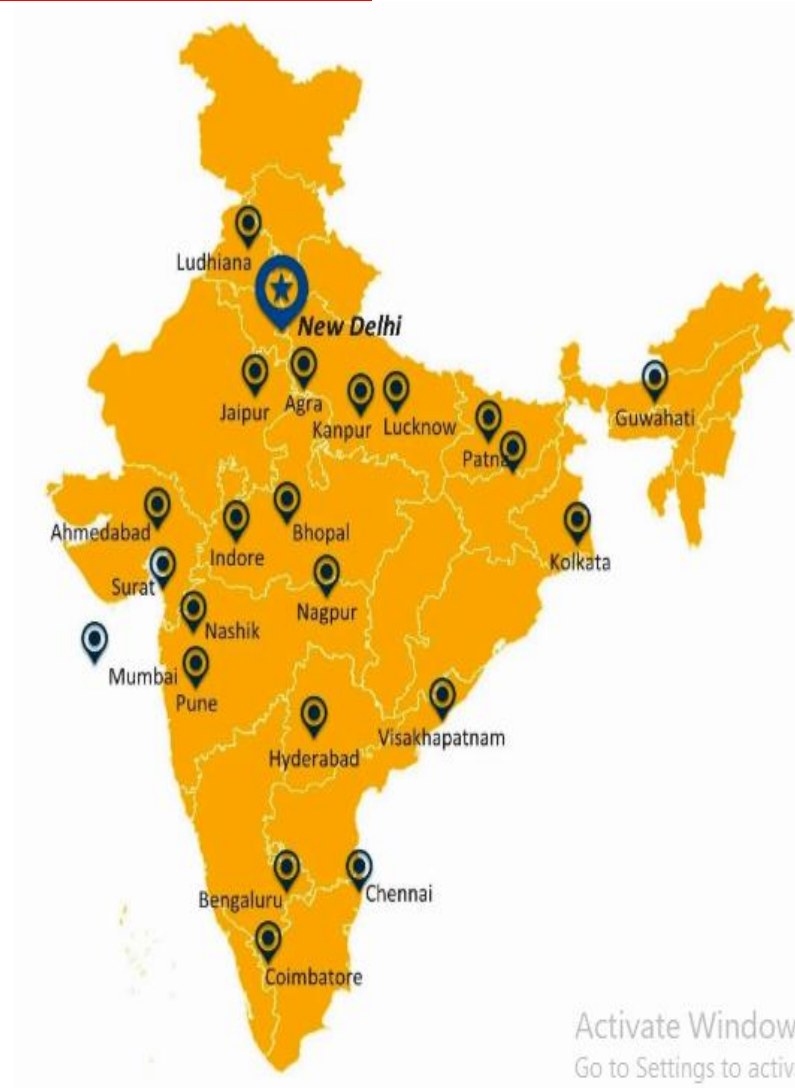 Ludhiana
New Delhi
Jaipur
Agra
Kanpur
Lucknow
Patna
Guwahati
Ahmedabad
Indore
Bhopal
Kolkata
Surat
Nagpur
Nashik
Mumbai
Pune
Visakhapatnam
Hyderabad
Bengaluru
Chennai
Coimbatore
Activate Window
Go to Settings to activ